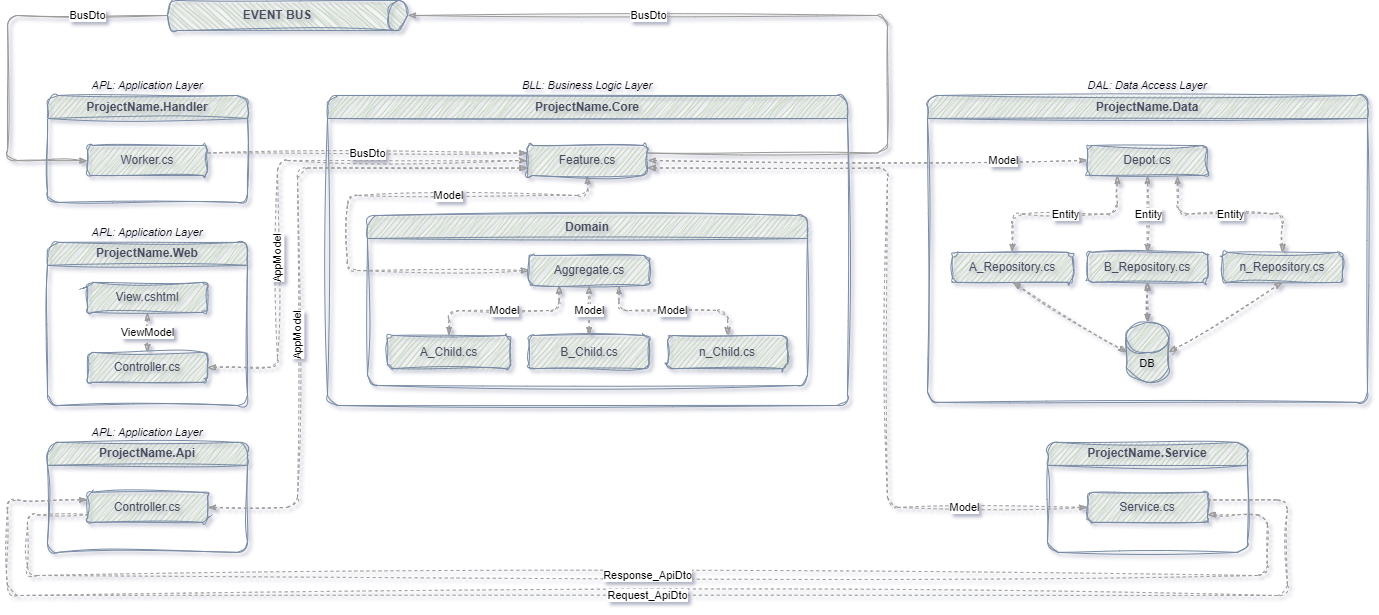 BusDto
EVENT BUS
BusDto
APL: Application Layer
BLL: Business Logic Layer
DAL: Data Access Layer
ProjectName.Handler
ProjectName.Core
ProjectName.Data
Worker.cs
BusDto
Feature.cs
Model
Depot.cs
Model
Entity
Entity
Entity
APL: Application Layer
Domain
ProjectName.Web
AppModel
Aggregate.cs
A_Repository.cs
B_Repository.cs
n_Repository.cs
View.cshtml
Model
Model
Model
ViewModel
AppModel
A_Child.cs
B_Child.cs
n_Child.cs
Controller.cs
DB
APL: Application Layer
ProjectName.Api
ProjectName.Service
Controller.cs
Model
Service.cs
Response_ApiDto
Request_ApiDto